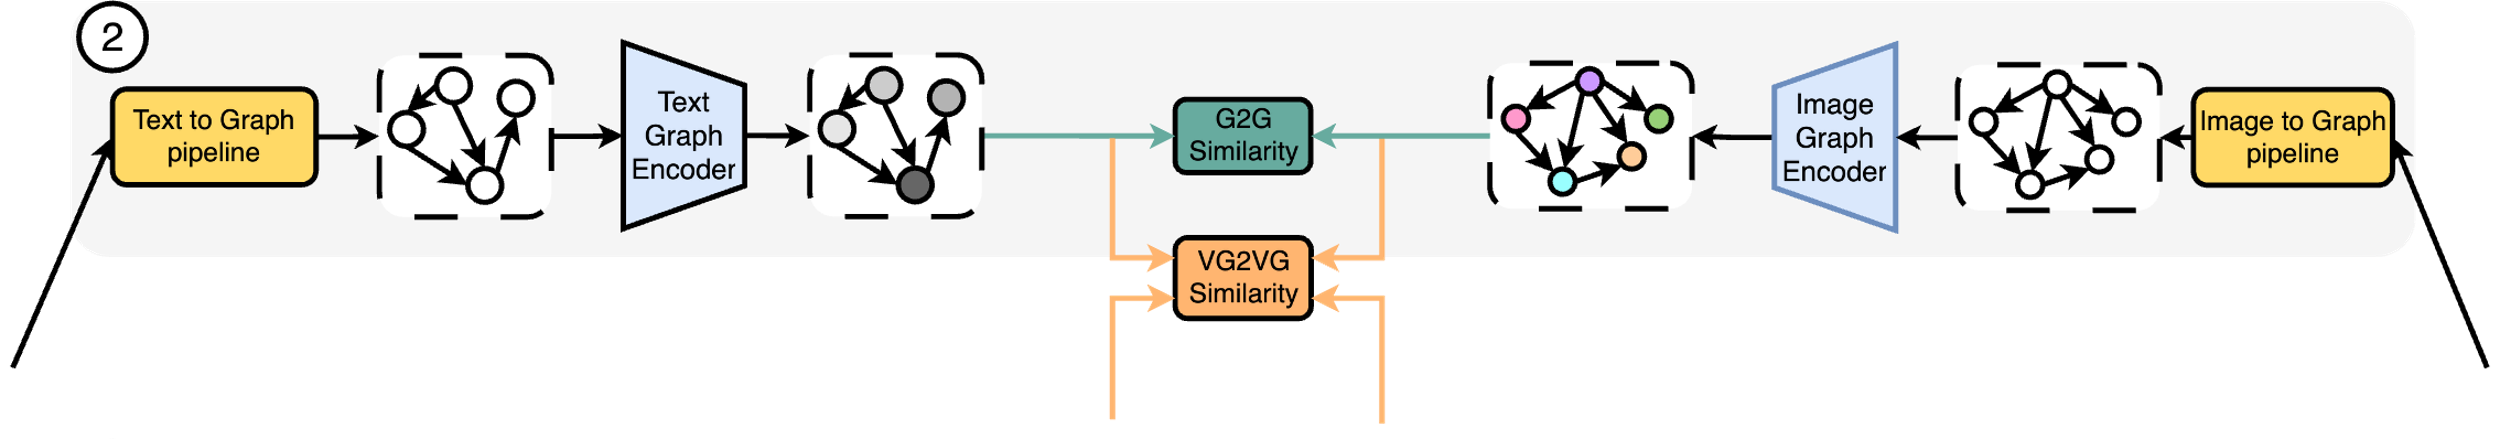 2
Text to Graph
pipeline
Text
Graph
Encoder
G2G
Similarity
VG2VG
Similarity
Image
Graph
Encoder
Image to Graph
pipeline